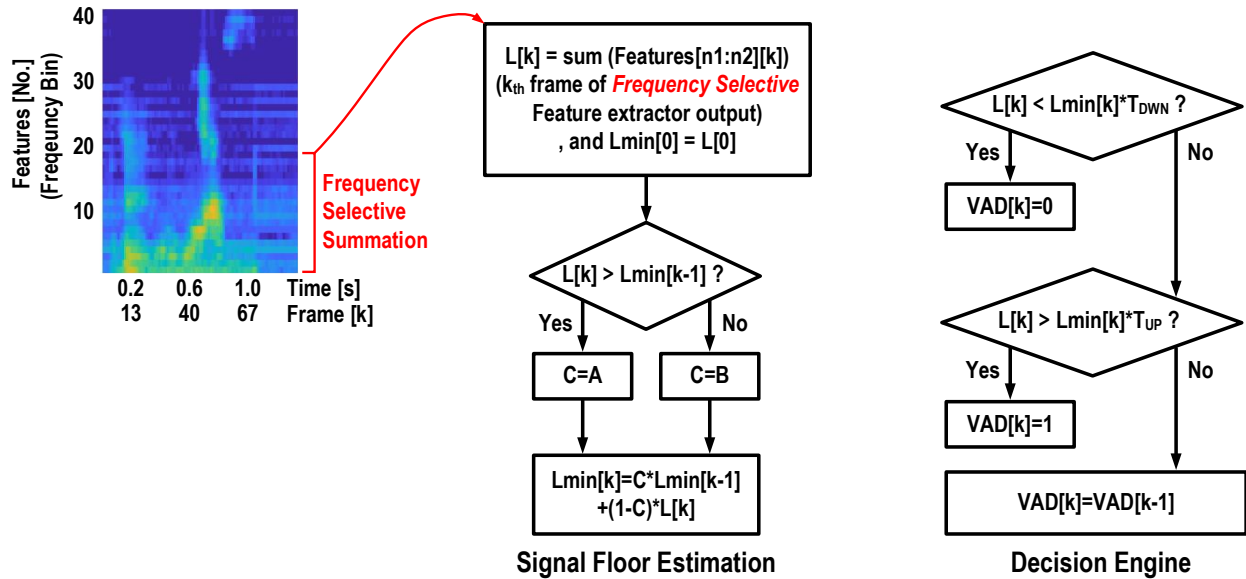 40
30
20
10
Features [No.]
(Freqeuncy Bin)
0.2 0.6 1.0 Time [s]
13 40 67 Frame [k]
Frequency
Selective
Summation
L[k] = sum (Features[n1:n2][k])
(kth frame of Frequency Selective
Feature extractor output)
, and Lmin[0] = L[0]
L[k] > Lmin[k-1] ?
Yes No
C=A C=B
Lmin[k]=C*Lmin[k-1]
+(1-C)*L[k]
Signal Floor Estimation
L[k] < Lmin[k]*TDWN ?
Yes No
VAD[k]=0
L[k] > Lmin[k]*TUP ?
Yes No
VAD[k]=1
VAD[k]=VAD[k-1]
Decision Engine